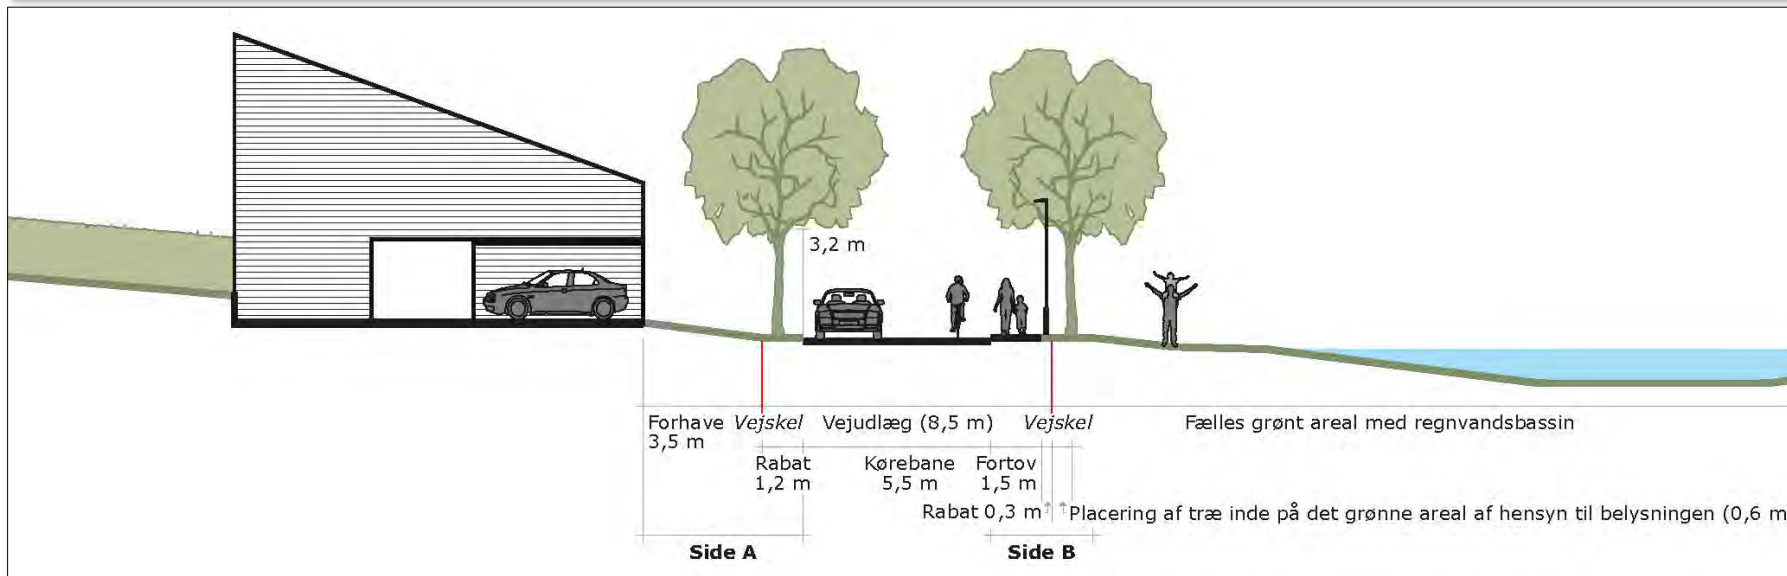 3,2 m
Forhave Vejskel Vejudlæg (8,5 m) Vejskel Fælles grønt areal med regnvandsbassin
3,5 m
Rabat Kørebane Fortov
1,2 m 5,5 m 1,5 m
Rabat 0,3 m Placering af træ inde på det grønne areal af hensyn til belysningen (0,6 m
Side A Side B